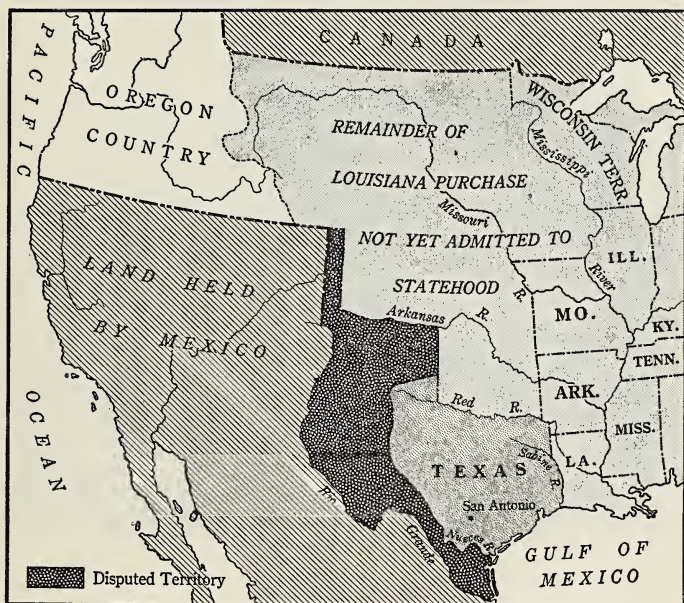 CANADA
PACIFIC
OREGON
COUNTRY
REMAINDER OF
LOUISIANA PURCHASE
NOT YET ADMITTED TO
STATEHOOD
WISCONSIN TERR.
Mississippi
River
Missouri
R.
ILL.
LAND HELD
BY MEXICO
Arkansas R.
MO.
KY.
TENN.
ARK.
MISS.
LA.
Red R.
Sabine R.
TEXAS
San Antonio
Nueces R.
Rio
Grande
OCEAN
GULF OF
MEXICO
Disputed Territory